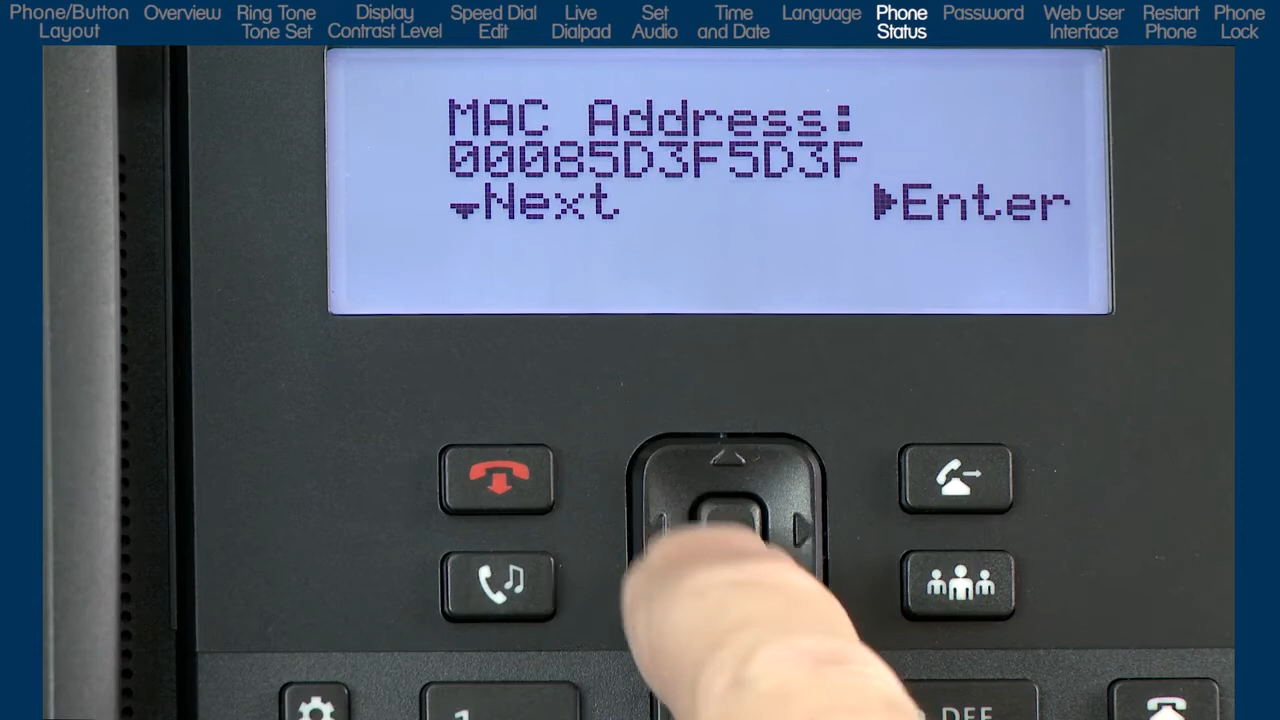 Phone/Button
Layout
Overview
Ring Tone
Tone Set
Display
Contrast Level
Speed Dial
Edit
Live
Dialpad
Set
Audio
Time
and Date
Language
Phone
Status
Password
Web User
Interface
Restart
Phone
Phone
Lock
MAC Address:
00085D3F5D3F
Next
Enter
1
DEF